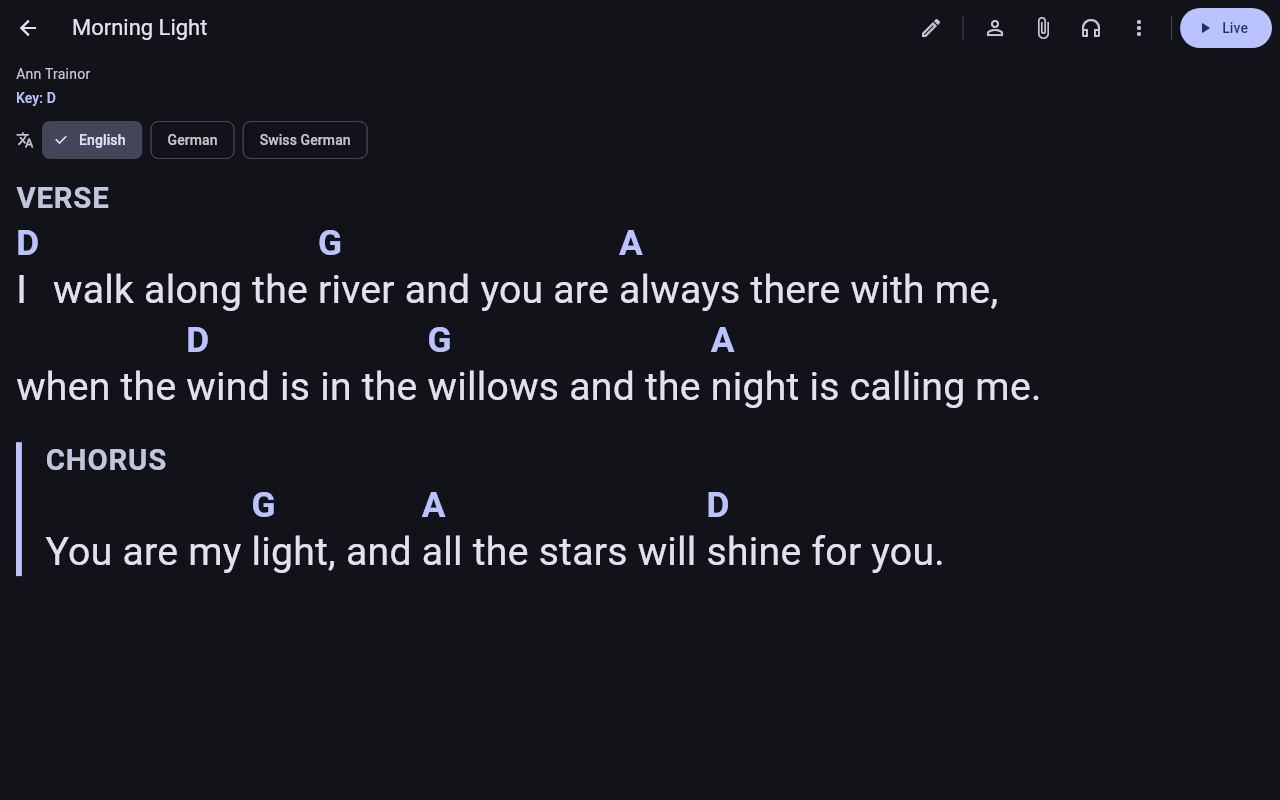 Morning Light
Live
Ann Trainor
Key: D
English German Swiss German
VERSE
D G A
I walk along the river and you are always there with me,
D G A
when the wind is in the willows and the night is calling me.
CHORUS
G A D
You are my light, and all the stars will shine for you.